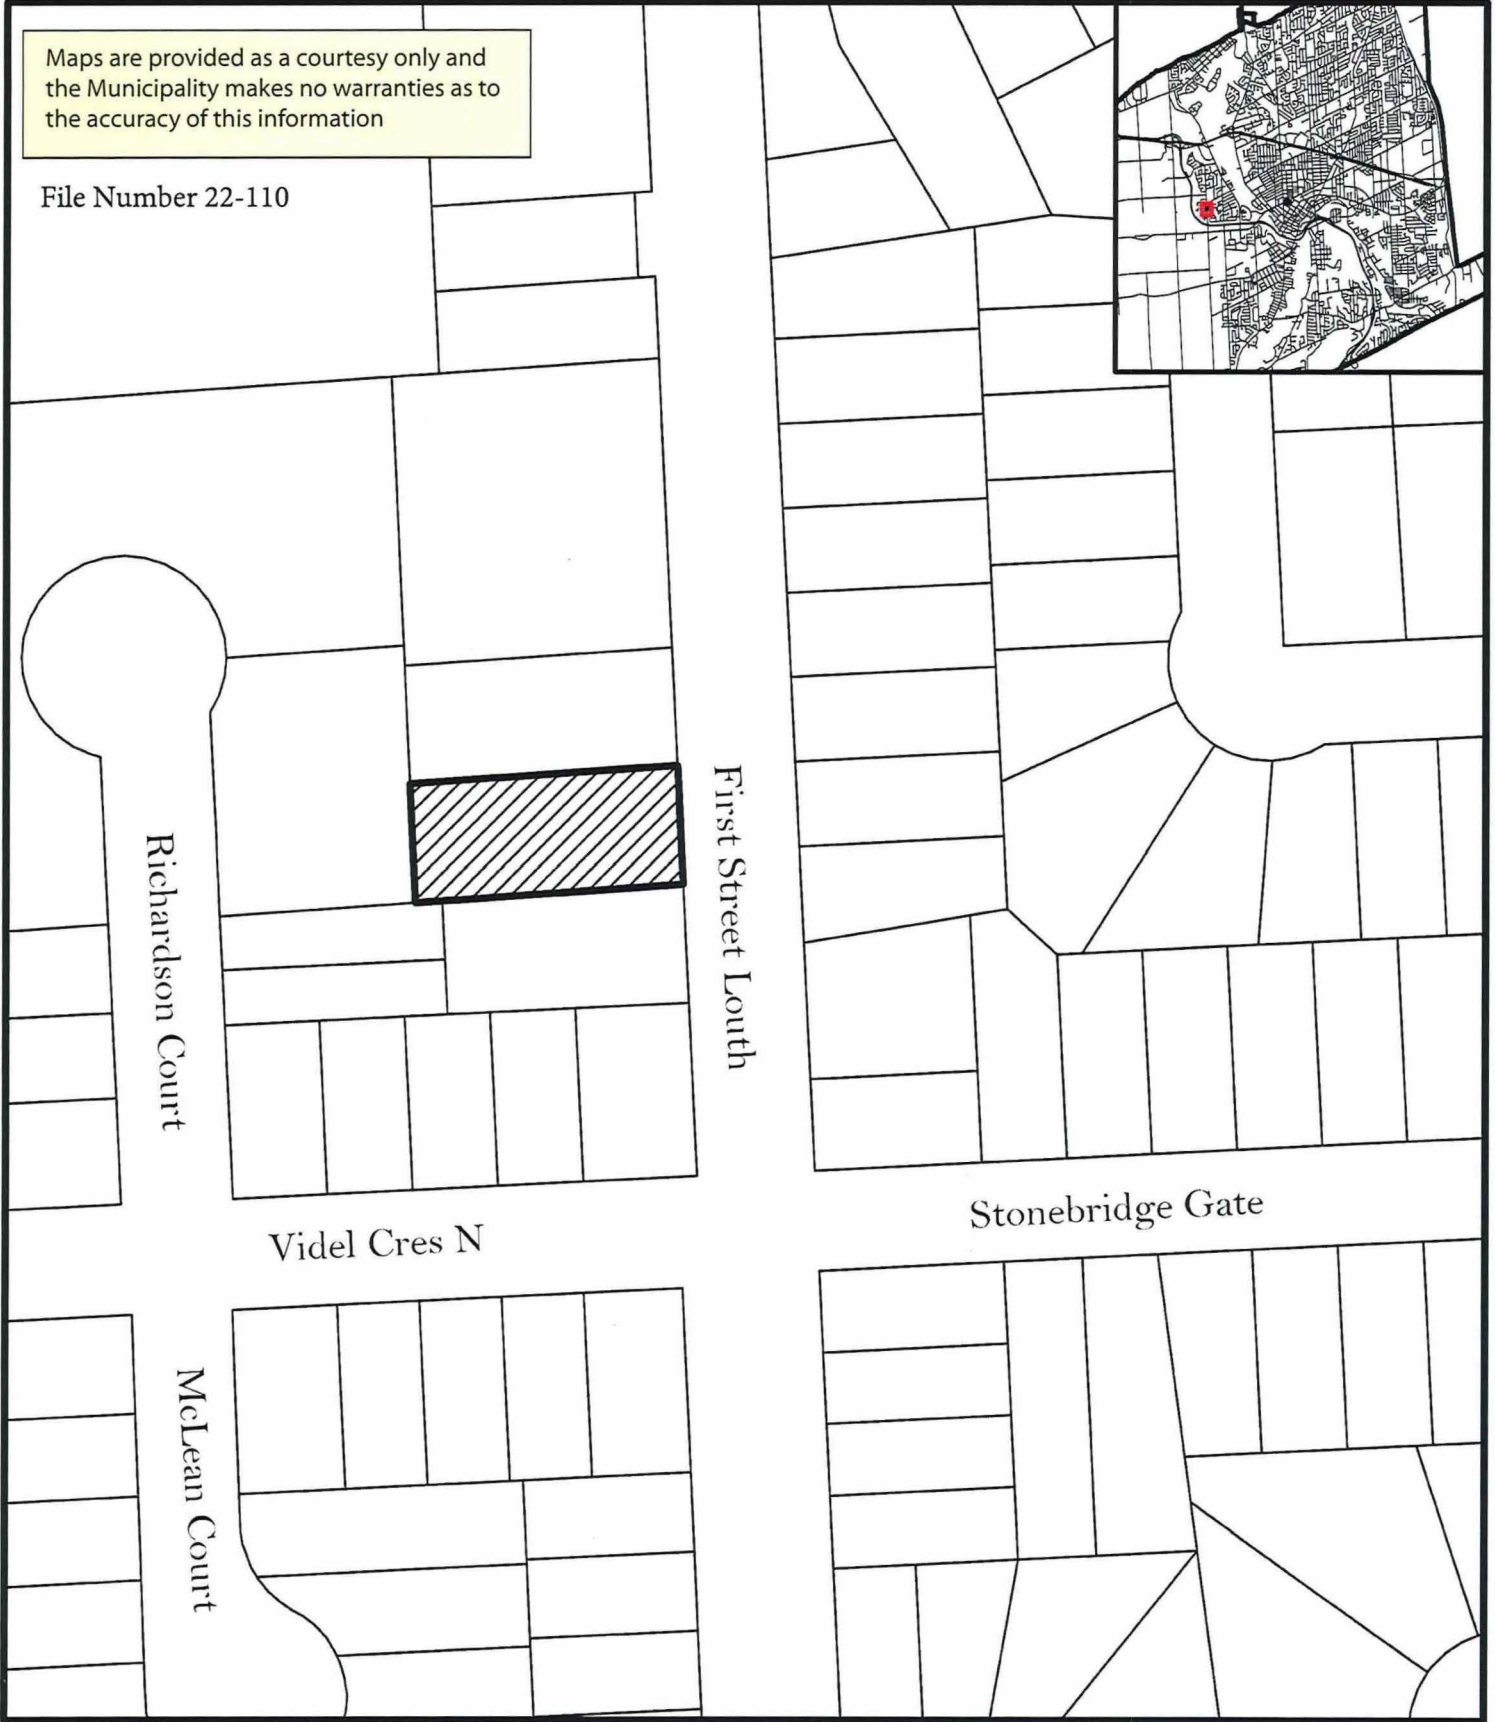 Maps are provided as a courtesy only and
the Municipality makes no warranties as to
the accuracy of this information
File Number 22-110
First Street Louth
Richardson Court
Stonebridge Gate
Videl Cres N
McLean Court